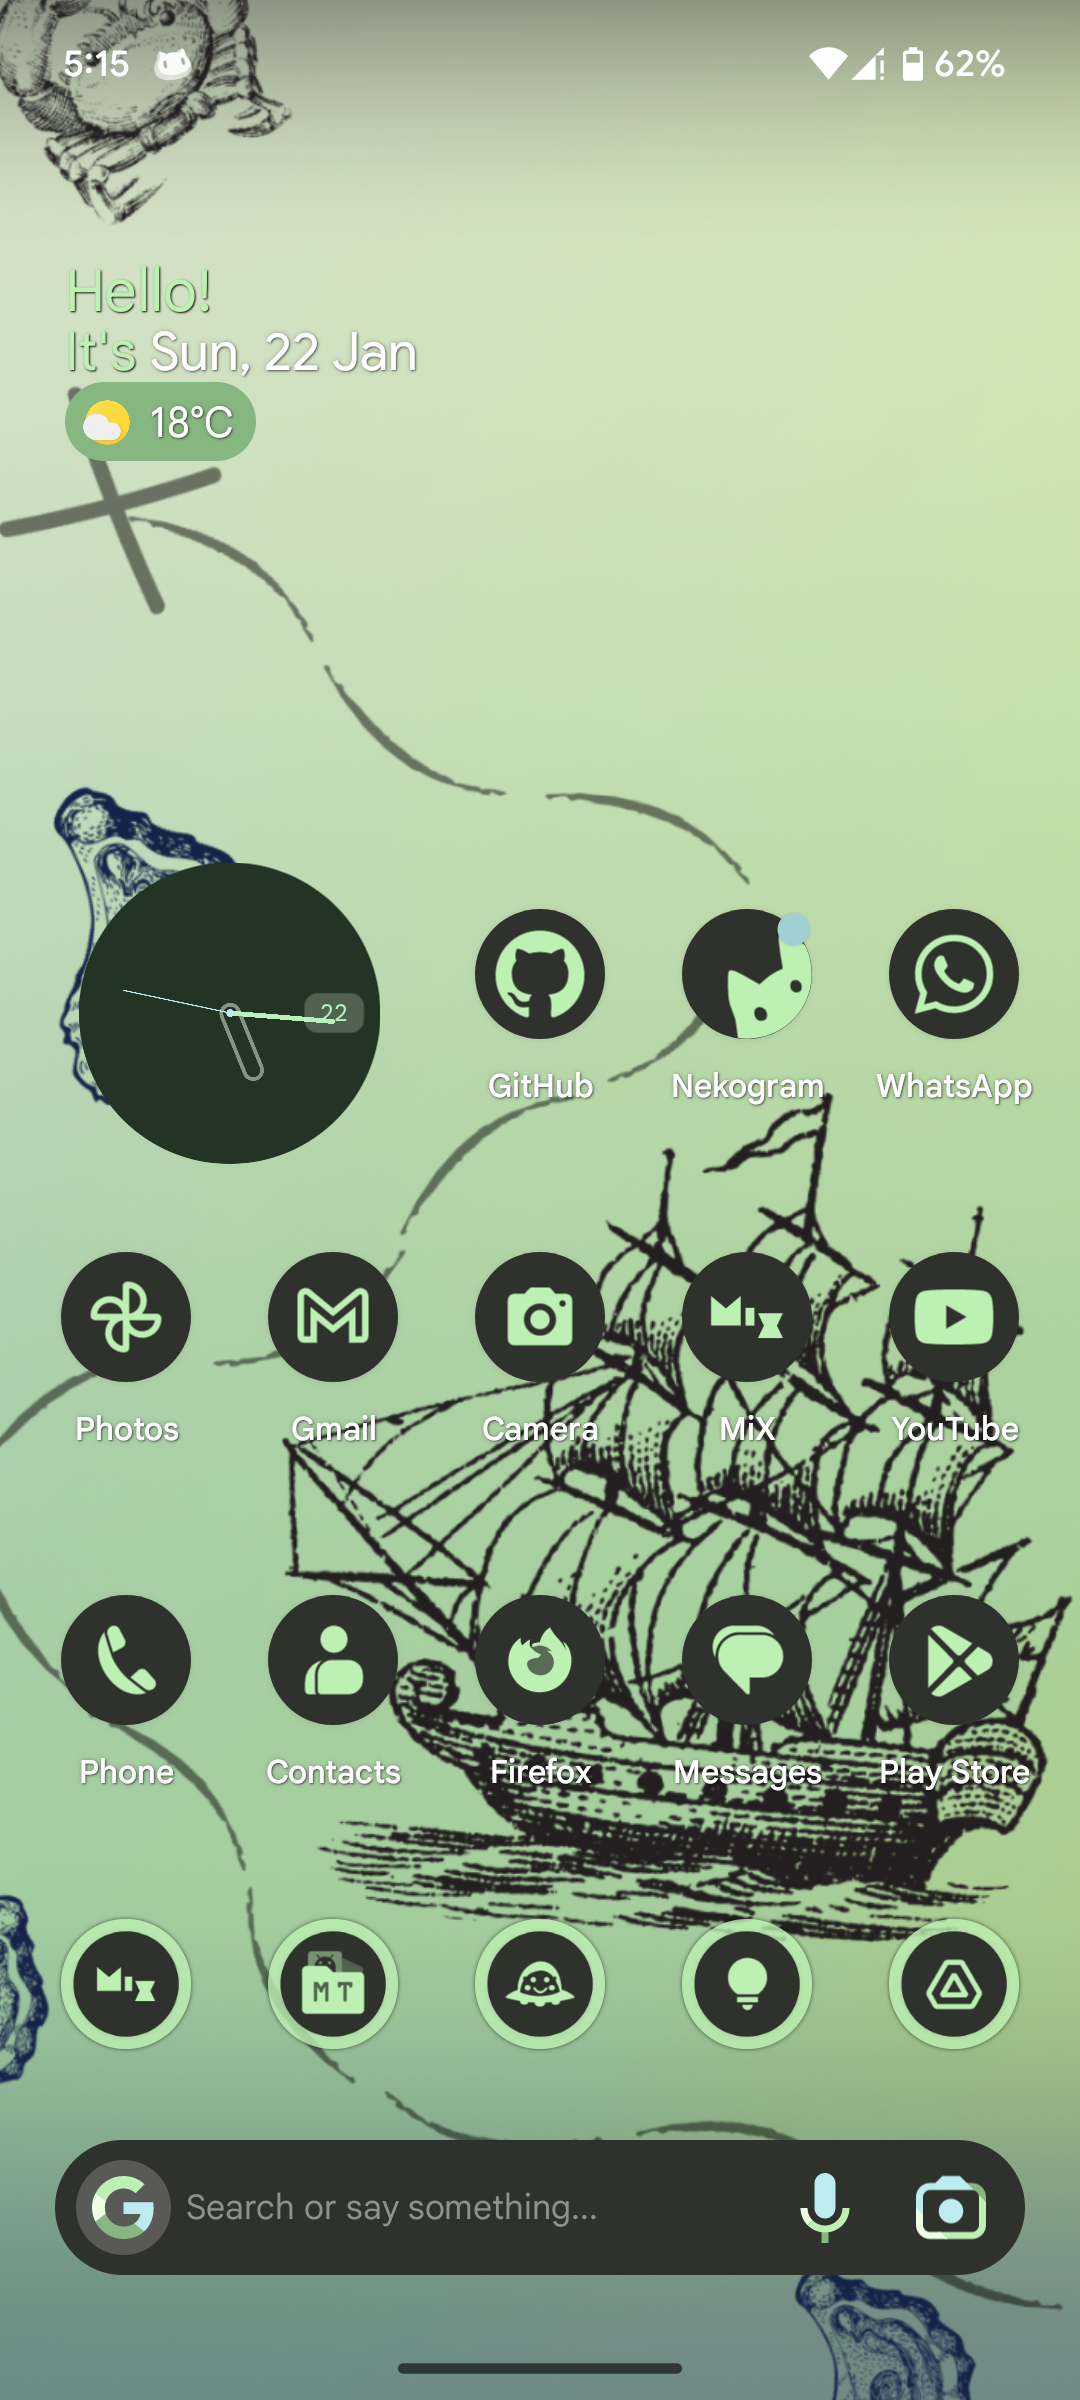 5:15
62%
Hello!
It's Sun, 22 Jan
18°C
22
GitHub
Nekogram
WhatsApp
Photos
Gmail
Camera
MiX
YouTube
Phone
Contacts
Firefox
Messages
Play Store
M T
Search or say something...